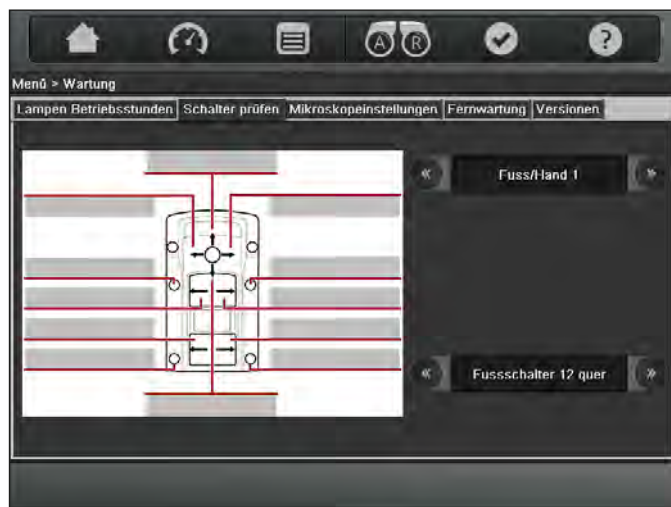 A R ?
Menü > Wartung
Lampen Betriebsstunden Schalter prüfen Mikroskopeinstellungen Fernwartung Versionen
« Fuss/Hand 1 »
« Fussschalter 12 quer »